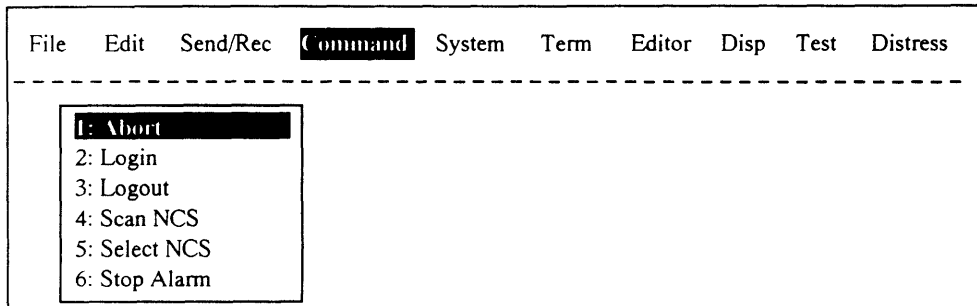 File Edit Send/Rec Command System Term Editor Disp Test Distress
1: Abort
2: Login
3: Logout
4: Scan NCS
5: Select NCS
6: Stop Alarm